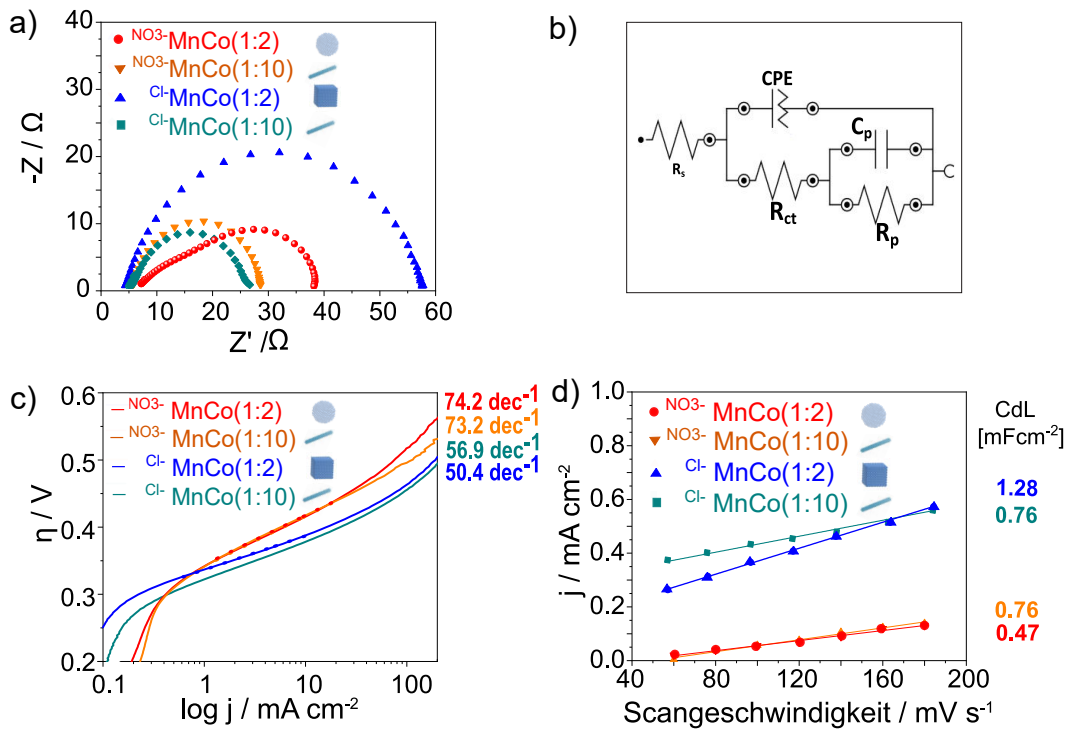 a)
NO3-MnCo(1:2)
NO3-MnCo(1:10)
Cl-MnCo(1:2)
Cl-MnCo(1:10)
-Z / Ω
40
30
20
10
0
0 10 20 30 40 50 60
Z' /Ω
b)
CPE
Cp
Rs
Rct
Rp
c)
NO3- MnCo(1:2)
NO3- MnCo(1:10)
Cl- MnCo(1:2)
Cl- MnCo(1:10)
74.2 dec-1
73.2 dec-1
56.9 dec-1
50.4 dec-1
η / V
0.6
0.5
0.4
0.3
0.2
0.1 1 10 100
log j / mA cm-2
d)
NO3- MnCo(1:2)
NO3- MnCo(1:10)
Cl- MnCo(1:2)
Cl- MnCo(1:10)
CdL
[mFcm-2]
1.28
0.76
0.76
0.47
j / mA cm-2
1.0
0.8
0.6
0.4
0.2
0.0
40 80 120 160 200
Scangeschwindigkeit / mV s-1